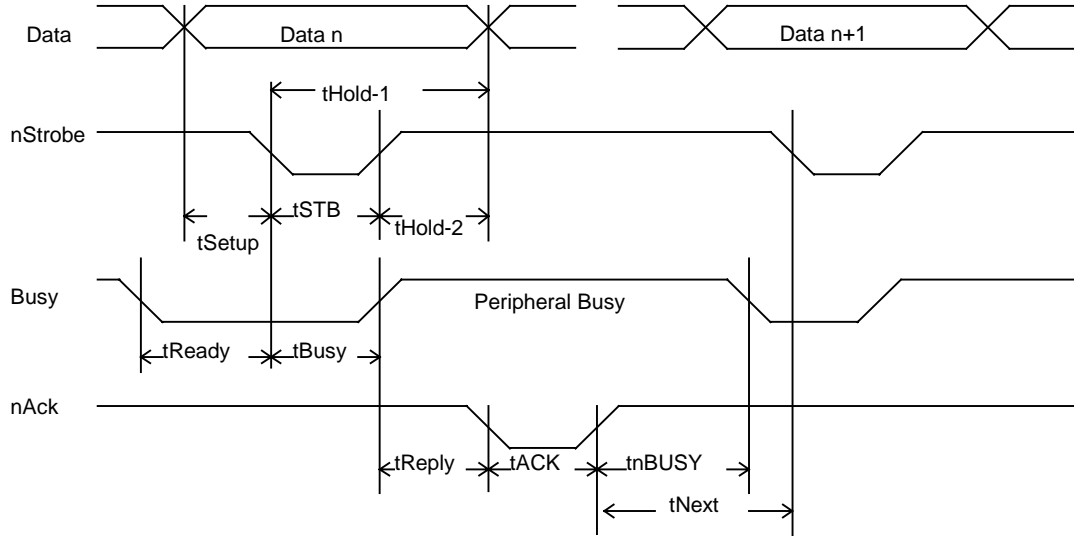 Data
Data n
Data n+1
tHold-1
nStrobe
tSTB
tHold-2
tSetup
Busy
Peripheral Busy
tReady
tBusy
nAck
tReply
tACK
tnBUSY
tNext